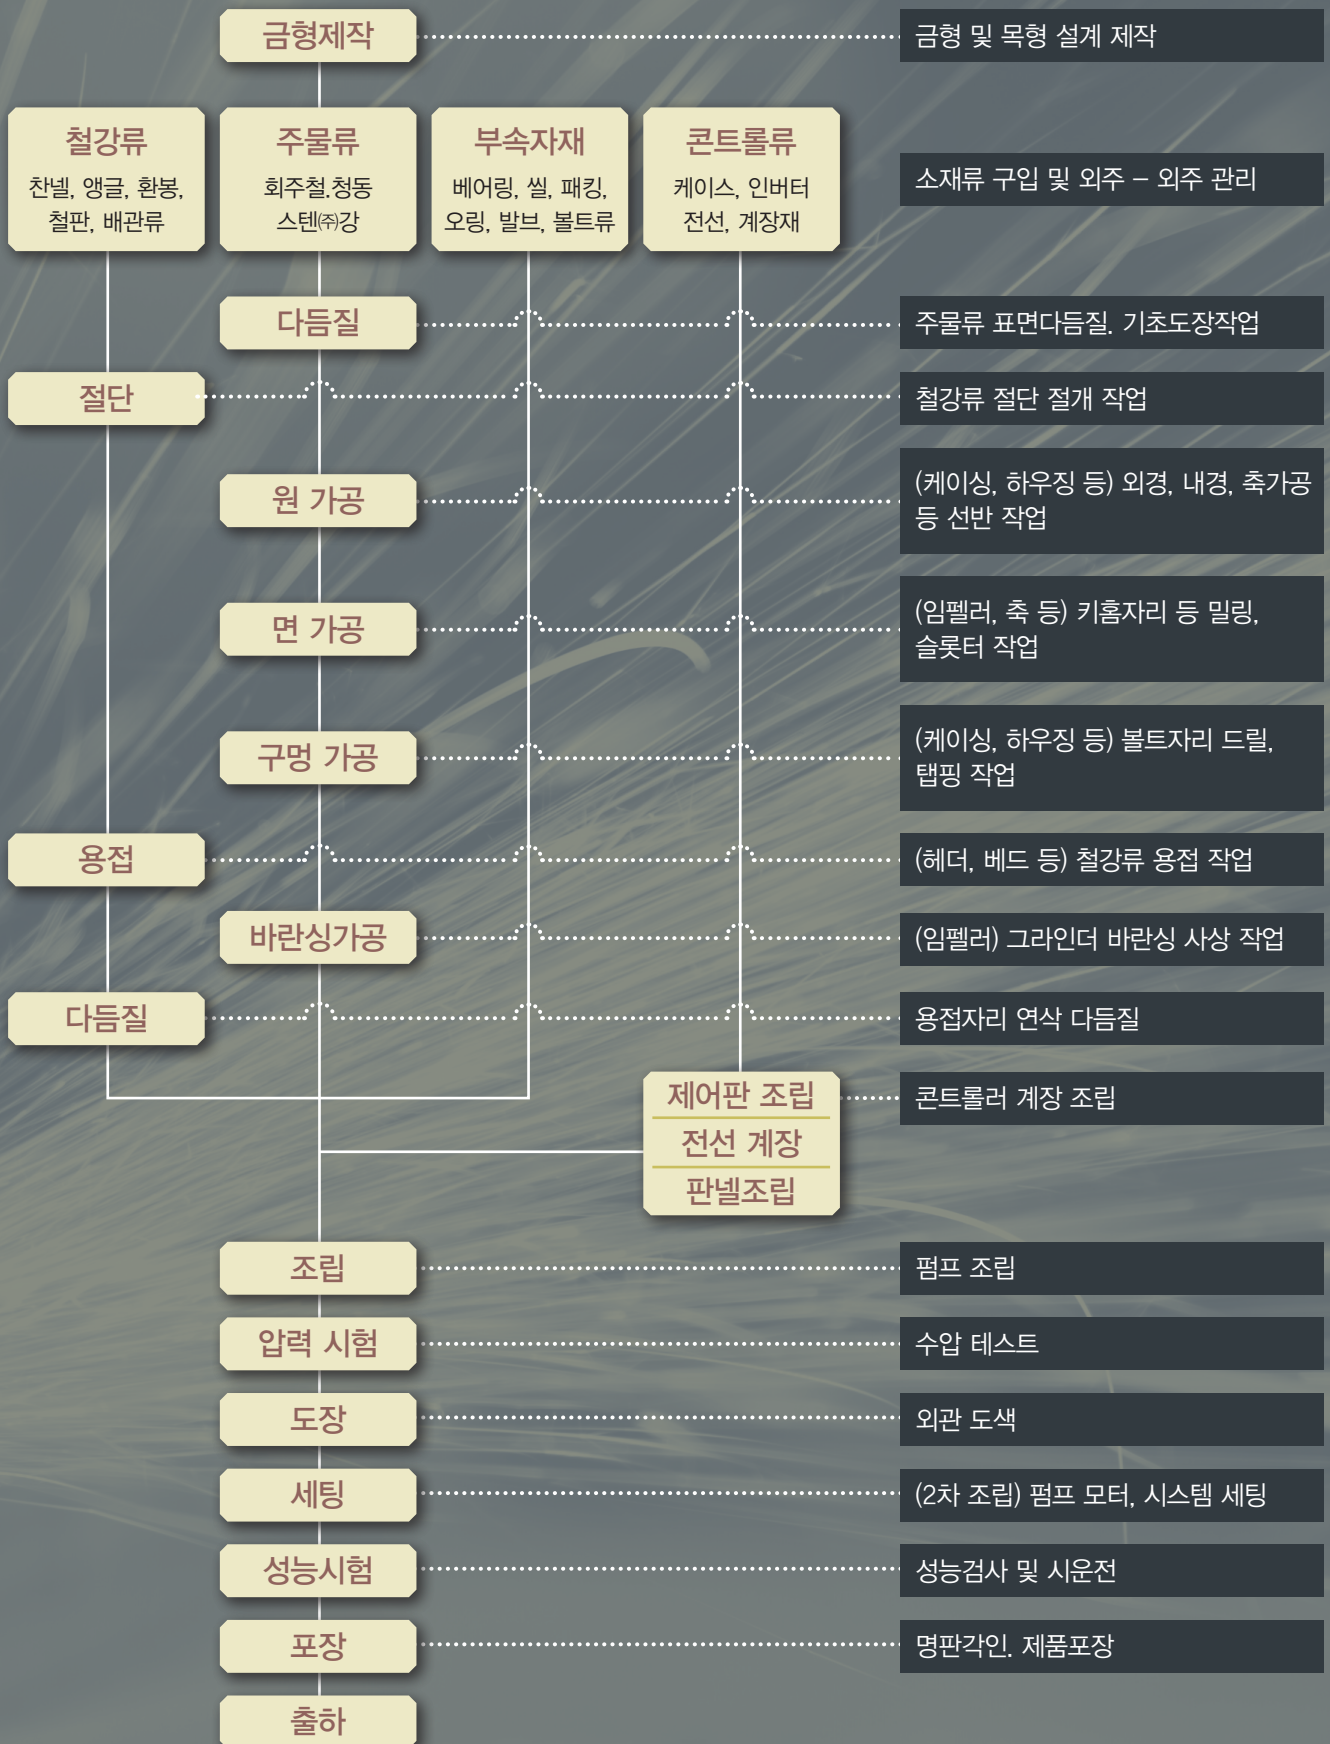 금형제작
금형 및 목형 설계 제작
철강류
찬넬, 앵글, 환봉,
철판, 배관류
주물류
회주철.청동
스텐㈜강
부속자재
베어링, 씰, 패킹,
오링, 발브, 볼트류
콘트롤류
케이스, 인버터
전선, 계장재
소재류 구입 및 외주 – 외주 관리
다듬질
주물류 표면다듬질. 기초도장작업
절단
철강류 절단 절개 작업
원 가공
(케이싱, 하우징 등) 외경, 내경, 축가공
등 선반 작업
면 가공
(임펠러, 축 등) 키홈자리 등 밀링,
슬롯터 작업
구멍 가공
(케이싱, 하우징 등) 볼트자리 드릴,
탭핑 작업
용접
(헤더, 베드 등) 철강류 용접 작업
바란싱가공
(임펠러) 그라인더 바란싱 사상 작업
다듬질
용접자리 연삭 다듬질
제어판 조립
전선 계장
판넬조립
콘트롤러 계장 조립
조립
펌프 조립
압력 시험
수압 테스트
도장
외관 도색
세팅
(2차 조립) 펌프 모터, 시스템 세팅
성능시험
성능검사 및 시운전
포장
명판각인. 제품포장
출하